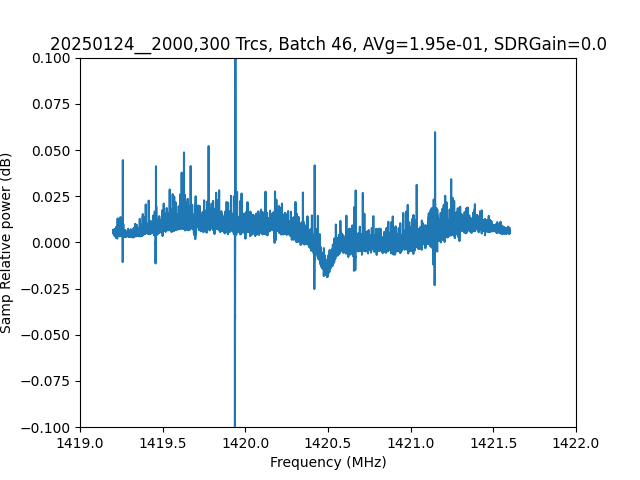 20250124__2000,300 Trcs, Batch 46, AVg=1.95e-01, SDRGain=0.0
0.100
0.075
0.050
0.025
0.000
−0.025
−0.050
−0.075
−0.100
Samp Relative power (dB)
1419.0 1419.5 1420.0 1420.5 1421.0 1421.5 1422.0
Frequency (MHz)